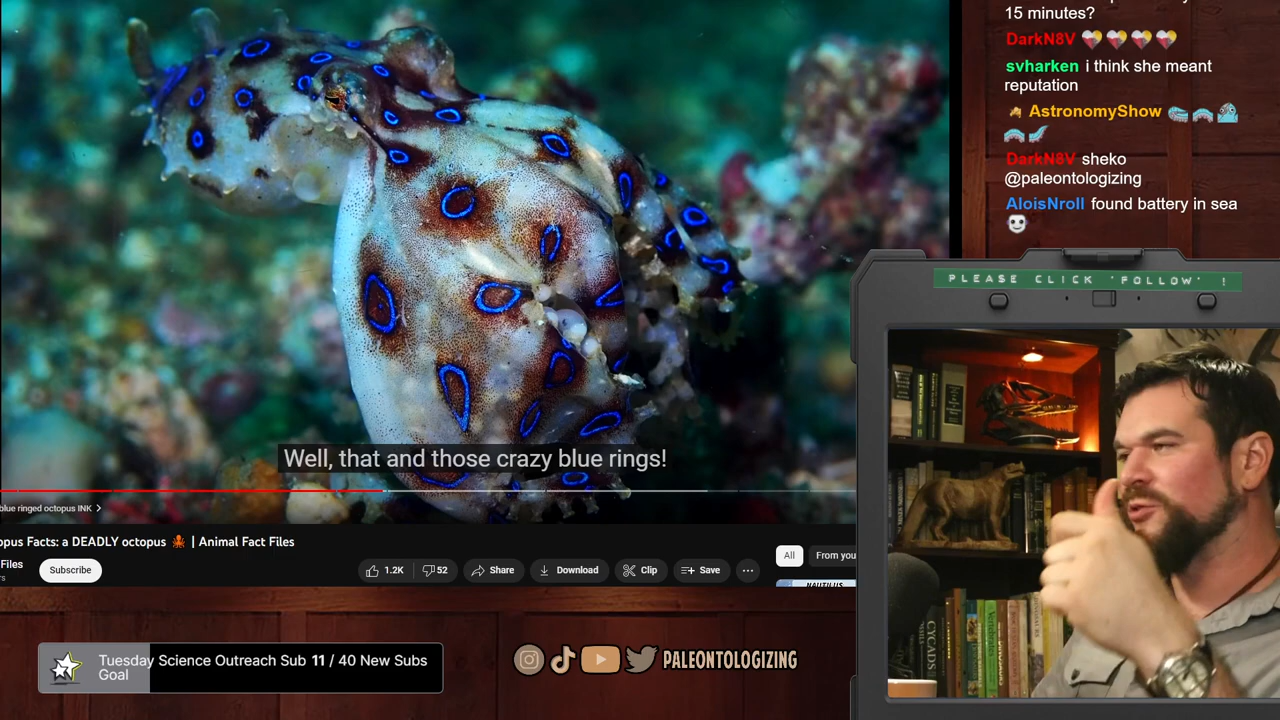 15 minutes?
DarkN8V
svharken i think she meant
reputation
AstronomyShow
DarkN8V sheko
@paleontologizing
AloisNroll found battery in sea
PLEASE CLICK 'FOLLOW' !
Well, that and those crazy blue rings!
blue ringed octopus INK >
opus Facts: a DEADLY octopus 🐙 | Animal Fact Files
Files
Subscribe
1.2K
52
Share
Download
Clip
Save
...
All
From you
NAUTILUS
CYCADS
Tuesday Science Outreach Sub 11 / 40 New Subs
Goal
PALEONTOLOGIZING